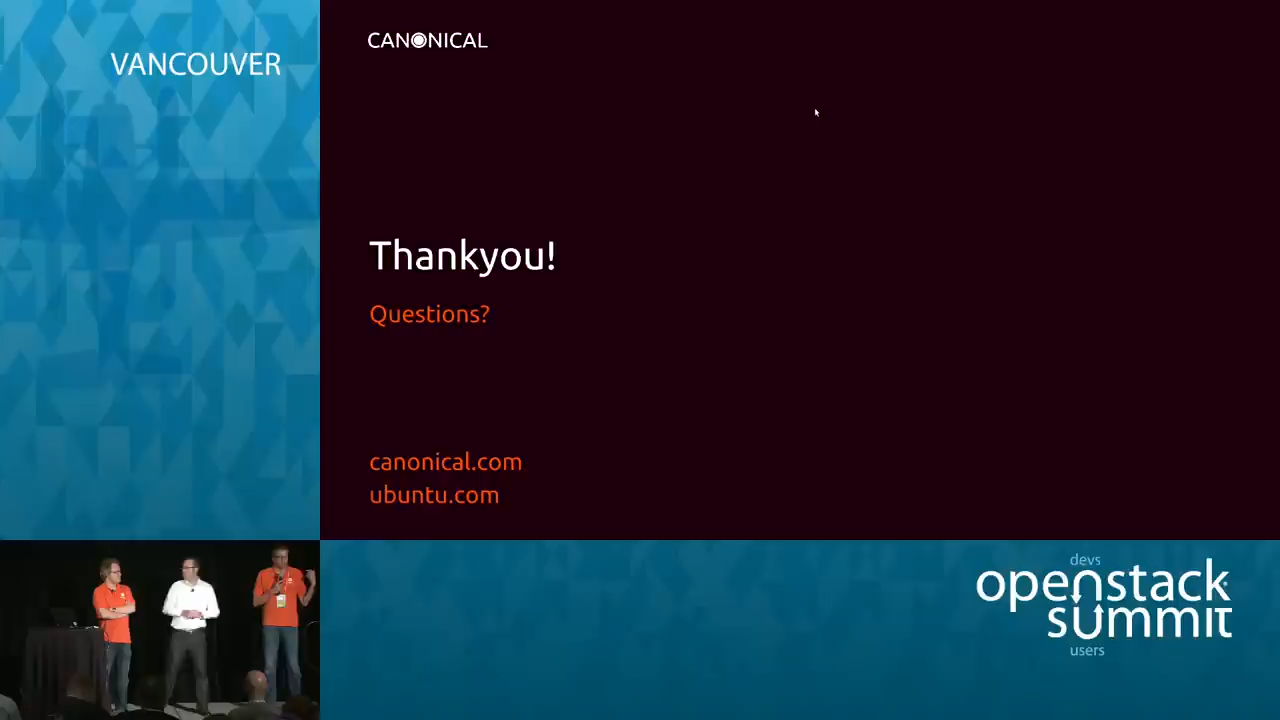 VANCOUVER
CANONICAL
Thankyou!
Questions?
canonical.com
ubuntu.com
devs
openstack
summit
users